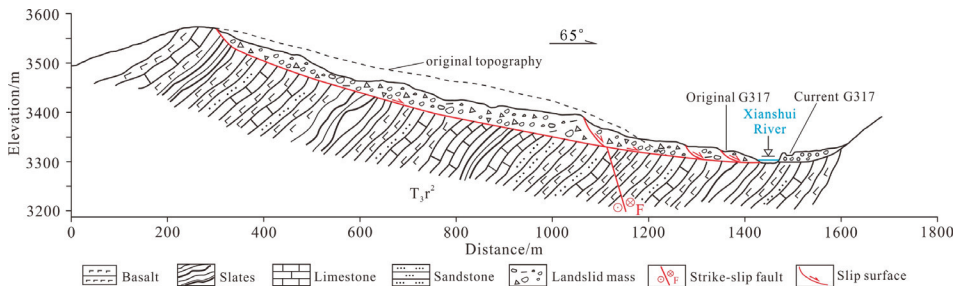 3600
3500
3400
3300
3200
Elevation/m
65°
original topography
Original G317
Current G317
Xianshui
River
T₃r²
F
0 200 400 600 800 1000 1200 1400 1600 1800
Distance/m
Basalt Slates Limestone Sandstone Landslid mass F Strike-slip fault Slip surface